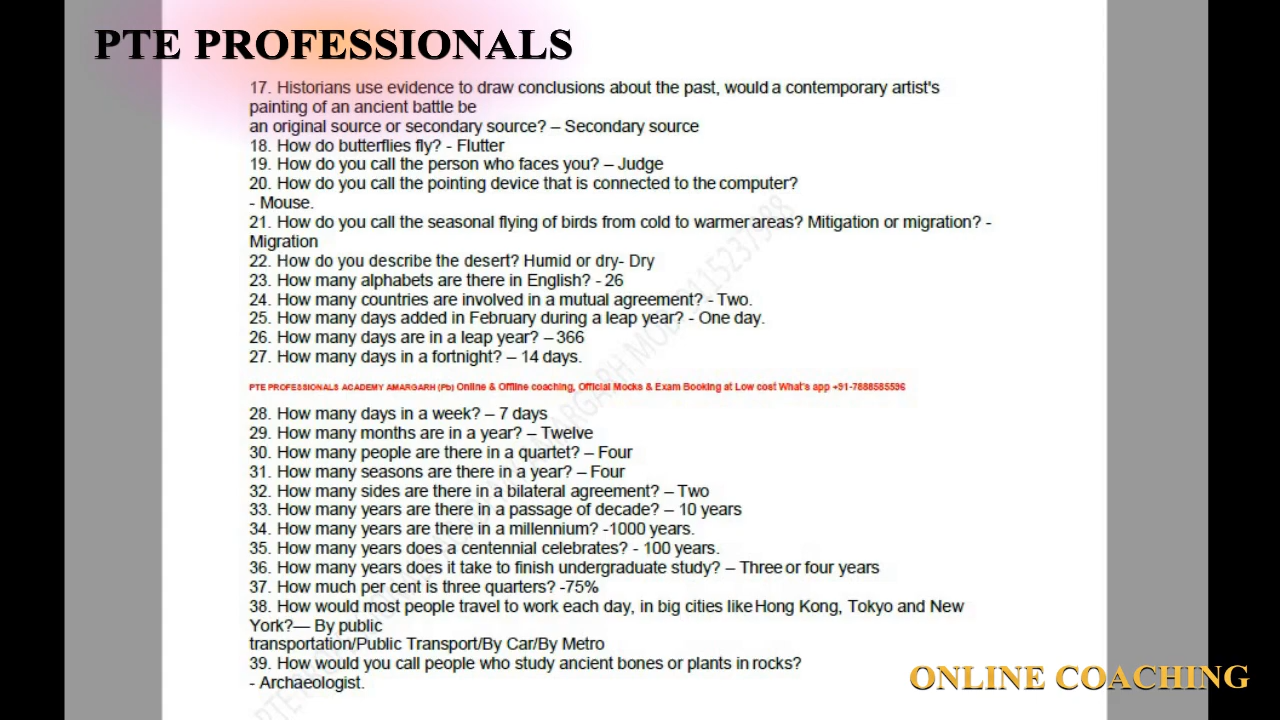 PTE PROFESSIONALS
17. Historians use evidence to draw conclusions about the past, would a contemporary artist's
painting of an ancient battle be
an original source or secondary source? – Secondary source
18. How do butterflies fly? - Flutter
19. How do you call the person who faces you? – Judge
20. How do you call the pointing device that is connected to the computer?
- Mouse.
21. How do you call the seasonal flying of birds from cold to warmer areas? Mitigation or migration? -
Migration
22. How do you describe the desert? Humid or dry- Dry
23. How many alphabets are there in English? - 26
24. How many countries are involved in a mutual agreement? - Two.
25. How many days added in February during a leap year? - One day.
26. How many days are in a leap year? – 366
27. How many days in a fortnight? – 14 days.
PTE PROFESSIONALS ACADEMY AMARGARH (Pb) Online & Offline coaching, Official Mocks & Exam Booking at Low cost What's app +91-7888585596
28. How many days in a week? – 7 days
29. How many months are in a year? – Twelve
30. How many people are there in a quartet? – Four
31. How many seasons are there in a year? – Four
32. How many sides are there in a bilateral agreement? – Two
33. How many years are there in a passage of decade? – 10 years
34. How many years are there in a millennium? -1000 years.
35. How many years does a centennial celebrates? - 100 years.
36. How many years does it take to finish undergraduate study? – Three or four years
37. How much per cent is three quarters? -75%
38. How would most people travel to work each day, in big cities like Hong Kong, Tokyo and New
York?— By public
transportation/Public Transport/By Car/By Metro
39. How would you call people who study ancient bones or plants in rocks?
- Archaeologist.
ONLINE COACHING